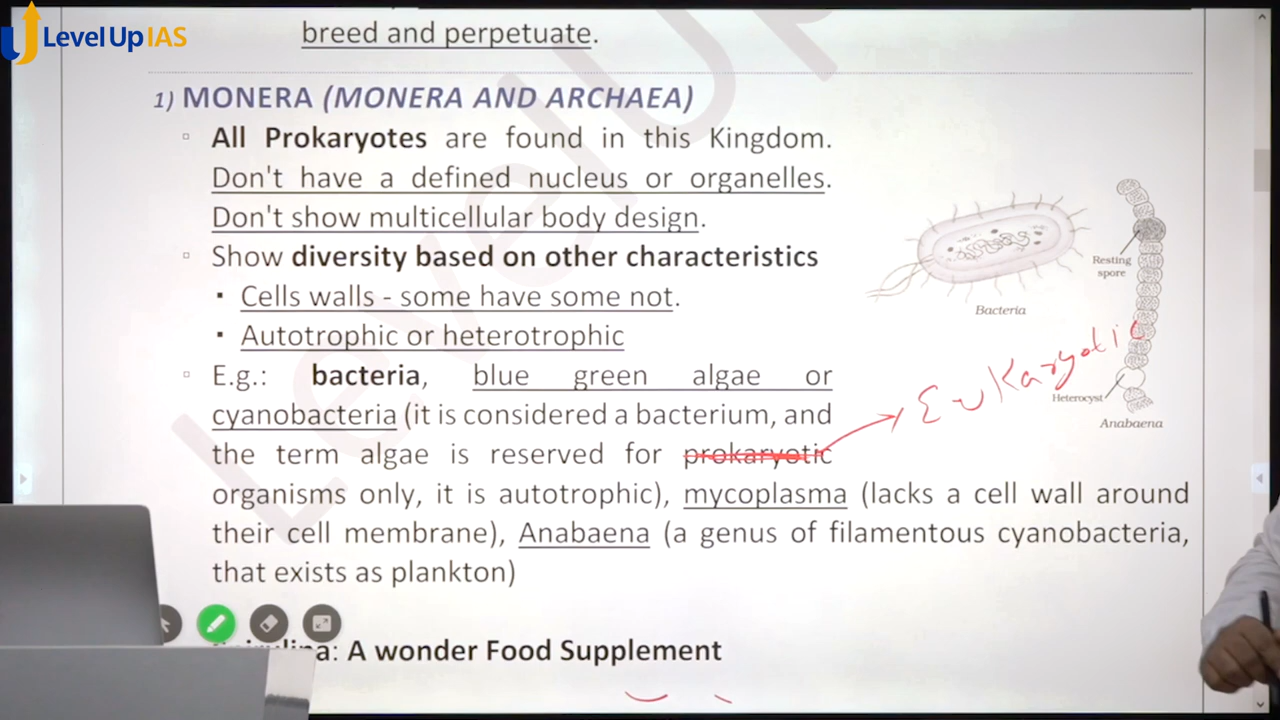 Level Up IAS
breed and perpetuate.
1) MONERA (MONERA AND ARCHAEA)
▫ All Prokaryotes are found in this Kingdom.
Don't have a defined nucleus or organelles.
Don't show multicellular body design.
▫ Show diversity based on other characteristics
▪ Cells walls - some have some not.
▪ Autotrophic or heterotrophic
▫ E.g.: bacteria, blue green algae or
cyanobacteria (it is considered a bacterium, and
the term algae is reserved for prokaryotic
organisms only, it is autotrophic), mycoplasma (lacks a cell wall around
their cell membrane), Anabaena (a genus of filamentous cyanobacteria,
that exists as plankton)
Eukaryotic
Bacteria
Resting
spore
Heterocyst
Anabaena
: A wonder Food Supplement
LevelUp